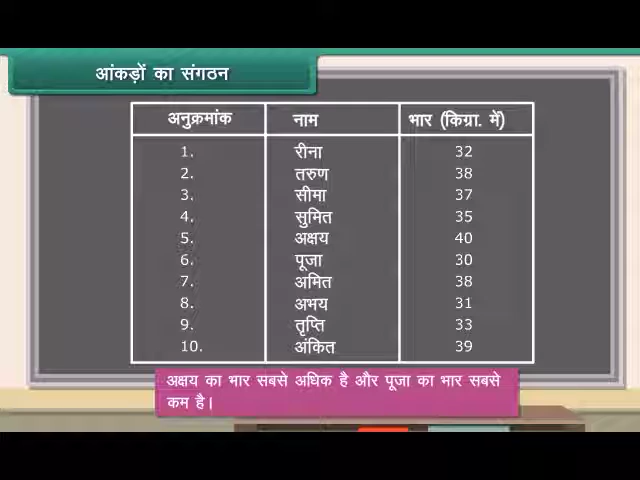 आंकड़ों का संगठन
अनुक्रमांक नाम भार (किग्रा. में)
1. रीना 32
2. तरुण 38
3. सीमा 37
4. सुमित 35
5. अक्षय 40
6. पूजा 30
7. अमित 38
8. अभय 31
9. तृप्ति 33
10. अंकित 39
अक्षय का भार सबसे अधिक है और पूजा का भार सबसे
कम है।